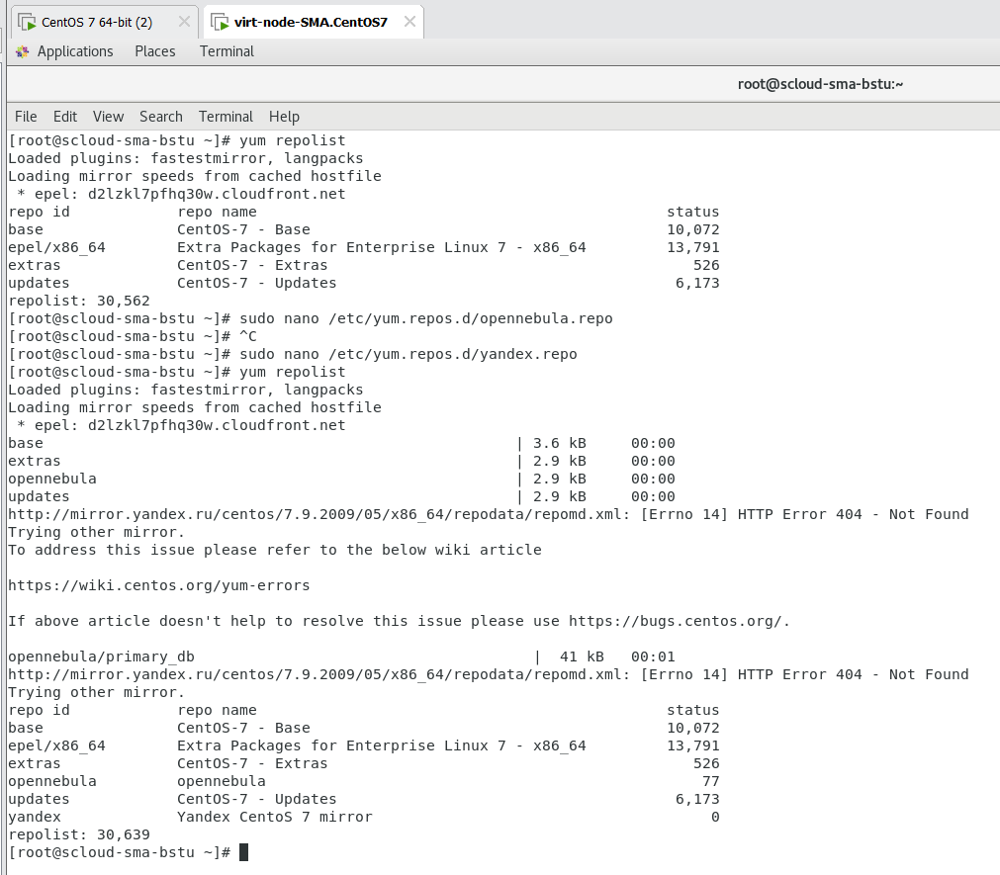 CentOS 7 64-bit (2)
virt-node-SMA.CentOS7
Applications Places Terminal
root@scloud-sma-bstu:~
File Edit View Search Terminal Help
[root@scloud-sma-bstu ~]# yum repolist
Loaded plugins: fastestmirror, langpacks
Loading mirror speeds from cached hostfile
 * epel: d2lzkl7pfhq30w.cloudfront.net
repo id            repo name                                              status
base               CentOS-7 - Base                                        10,072
epel/x86_64        Extra Packages for Enterprise Linux 7 - x86_64         13,791
extras             CentOS-7 - Extras                                         526
updates            CentOS-7 - Updates                                      6,173
repolist: 30,562
[root@scloud-sma-bstu ~]# sudo nano /etc/yum.repos.d/opennebula.repo
[root@scloud-sma-bstu ~]# ^C
[root@scloud-sma-bstu ~]# sudo nano /etc/yum.repos.d/yandex.repo
[root@scloud-sma-bstu ~]# yum repolist
Loaded plugins: fastestmirror, langpacks
Loading mirror speeds from cached hostfile
 * epel: d2lzkl7pfhq30w.cloudfront.net
base                                                     | 3.6 kB     00:00
extras                                                   | 2.9 kB     00:00
opennebula                                               | 2.9 kB     00:00
updates                                                  | 2.9 kB     00:00
http://mirror.yandex.ru/centos/7.9.2009/05/x86_64/repodata/repomd.xml: [Errno 14] HTTP Error 404 - Not Found
Trying other mirror.
To address this issue please refer to the below wiki article
https://wiki.centos.org/yum-errors
If above article doesn't help to resolve this issue please use https://bugs.centos.org/.
opennebula/primary_db                                      |  41 kB   00:01
http://mirror.yandex.ru/centos/7.9.2009/05/x86_64/repodata/repomd.xml: [Errno 14] HTTP Error 404 - Not Found
Trying other mirror.
repo id            repo name                                              status
base               CentOS-7 - Base                                        10,072
epel/x86_64        Extra Packages for Enterprise Linux 7 - x86_64         13,791
extras             CentOS-7 - Extras                                         526
opennebula         opennebula                                                 77
updates            CentOS-7 - Updates                                      6,173
yandex             Yandex CentoS 7 mirror                                      0
repolist: 30,639
[root@scloud-sma-bstu ~]#